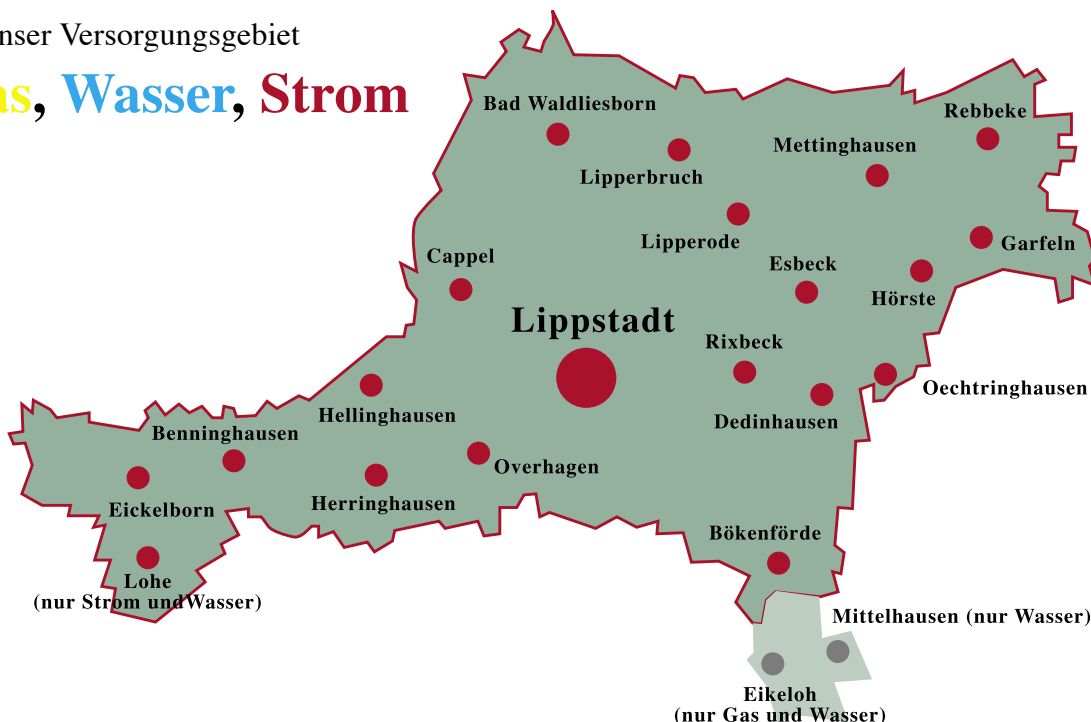 nser Versorgungsgebiet
as, Wasser, Strom
Bad Waldliesborn
Rebbeke
Mettinghausen
Lipperbruch
Lipperode
Garfeln
Cappel
Esbeck
Hörste
Lippstadt
Rixbeck
Oechtringhausen
Hellinghausen
Dedinhausen
Benninghausen
Overhagen
Herringhausen
Eickelborn
Bökenförde
Lohe
(nur Strom undWasser)
Mittelhausen (nur Wasser)
Eikeloh
(nur Gas und Wasser)